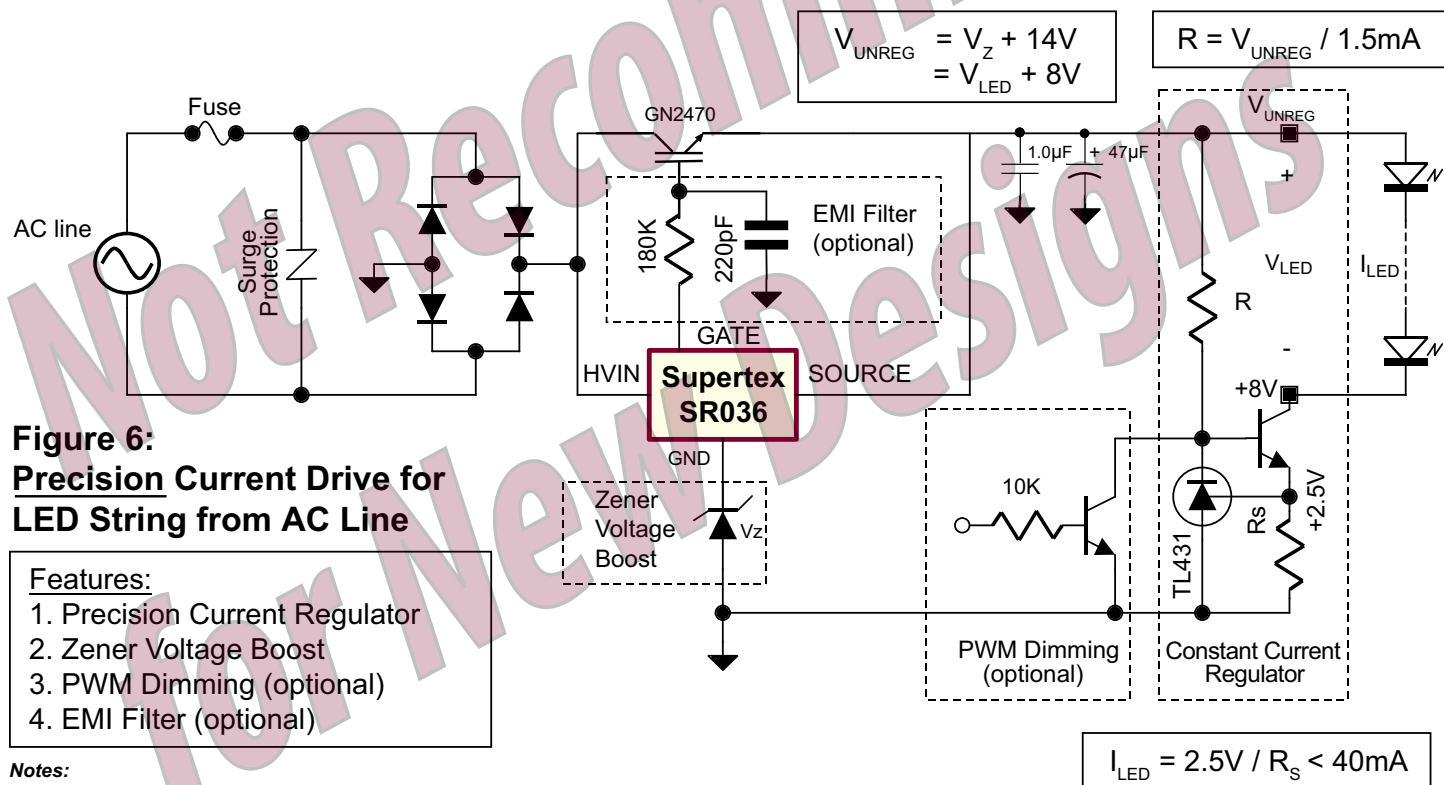 V_UNREG = V_Z + 14V
= V_LED + 8V
R = V_UNREG / 1.5mA
Fuse
GN2470
V_UNREG
1.0µF
+ 47µF
+
AC line
Surge
Protection
180K
220pF
EMI Filter
(optional)
R
V_LED
I_LED
GATE
HVIN
Supertex
SR036
SOURCE
-
+8V
GND
Figure 6:
Precision Current Drive for
LED String from AC Line
Zener
Voltage
Boost
Vz
10K
TL431
Rs
+2.5V
Features:
1. Precision Current Regulator
2. Zener Voltage Boost
3. PWM Dimming (optional)
4. EMI Filter (optional)
PWM Dimming
(optional)
Constant Current
Regulator
Notes:
I_LED = 2.5V / R_S < 40mA
for New Designs